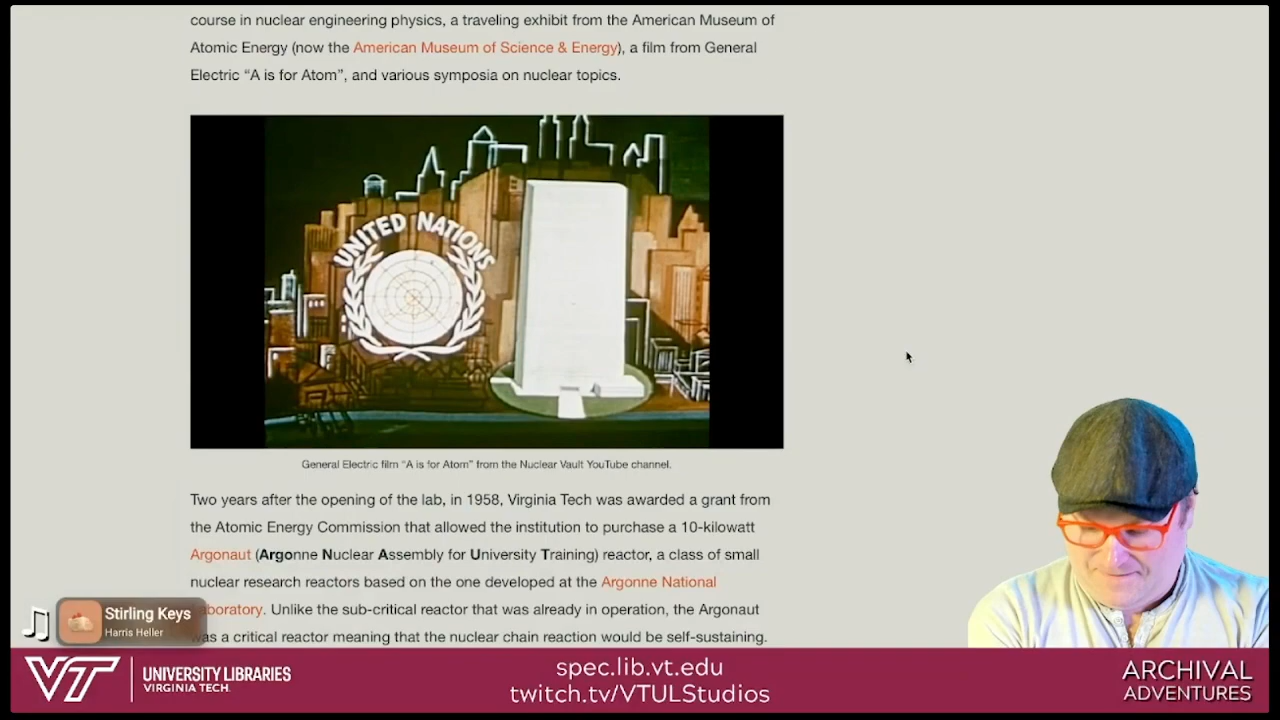 course in nuclear engineering physics, a traveling exhibit from the American Museum of
Atomic Energy (now the American Museum of Science & Energy), a film from General
Electric “A is for Atom”, and various symposia on nuclear topics.
UNITED NATIONS
General Electric film “A is for Atom” from the Nuclear Vault YouTube channel.
Two years after the opening of the lab, in 1958, Virginia Tech was awarded a grant from
the Atomic Energy Commission that allowed the institution to purchase a 10-kilowatt
Argonaut (Argonne Nuclear Assembly for University Training) reactor, a class of small
nuclear research reactors based on the one developed at the Argonne National
Laboratory. Unlike the sub-critical reactor that was already in operation, the Argonaut
was a critical reactor meaning that the nuclear chain reaction would be self-sustaining.
Stirling Keys
Harris Heller
VT
UNIVERSITY LIBRARIES
VIRGINIA TECH.
spec.lib.vt.edu
twitch.tv/VTULStudios
ARCHIVAL
ADVENTURES